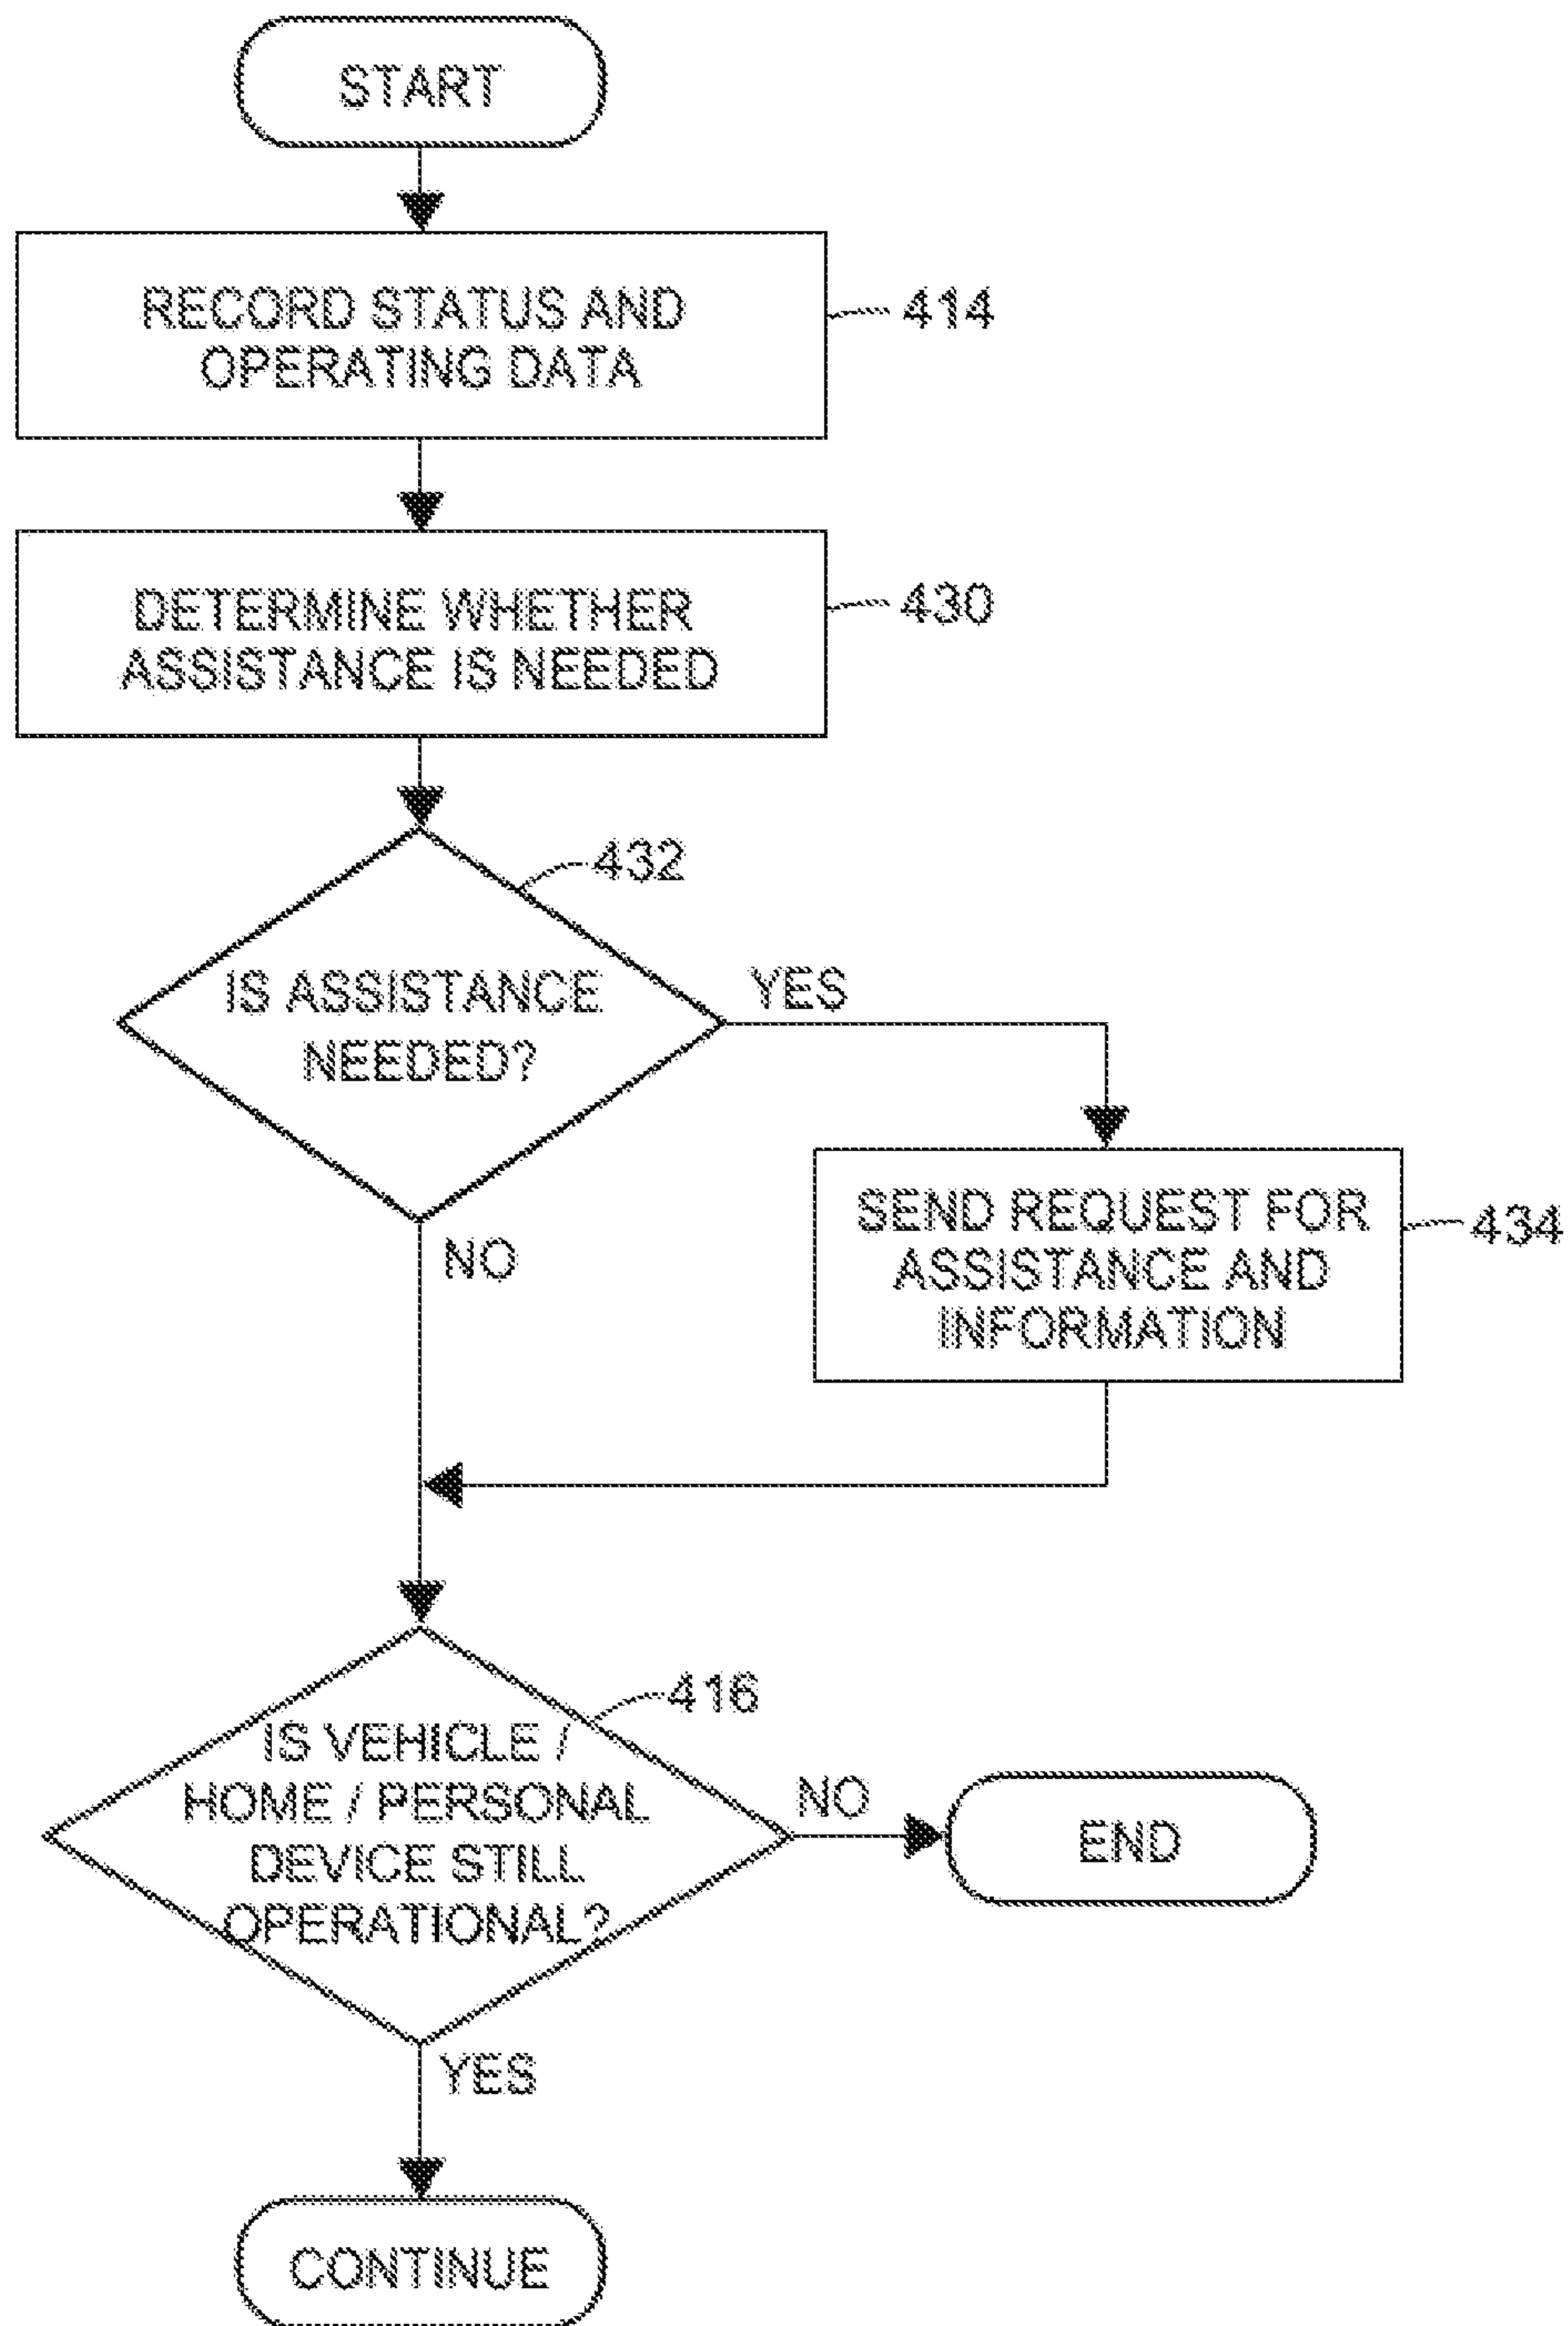 START
RECORD STATUS AND
OPERATING DATA
414
DETERMINE WHETHER
ASSISTANCE IS NEEDED
430
432
IS ASSISTANCE
NEEDED?
YES
NO
SEND REQUEST FOR
ASSISTANCE AND
INFORMATION
434
416
IS VEHICLE /
HOME / PERSONAL
DEVICE STILL
OPERATIONAL?
NO
END
YES
CONTINUE